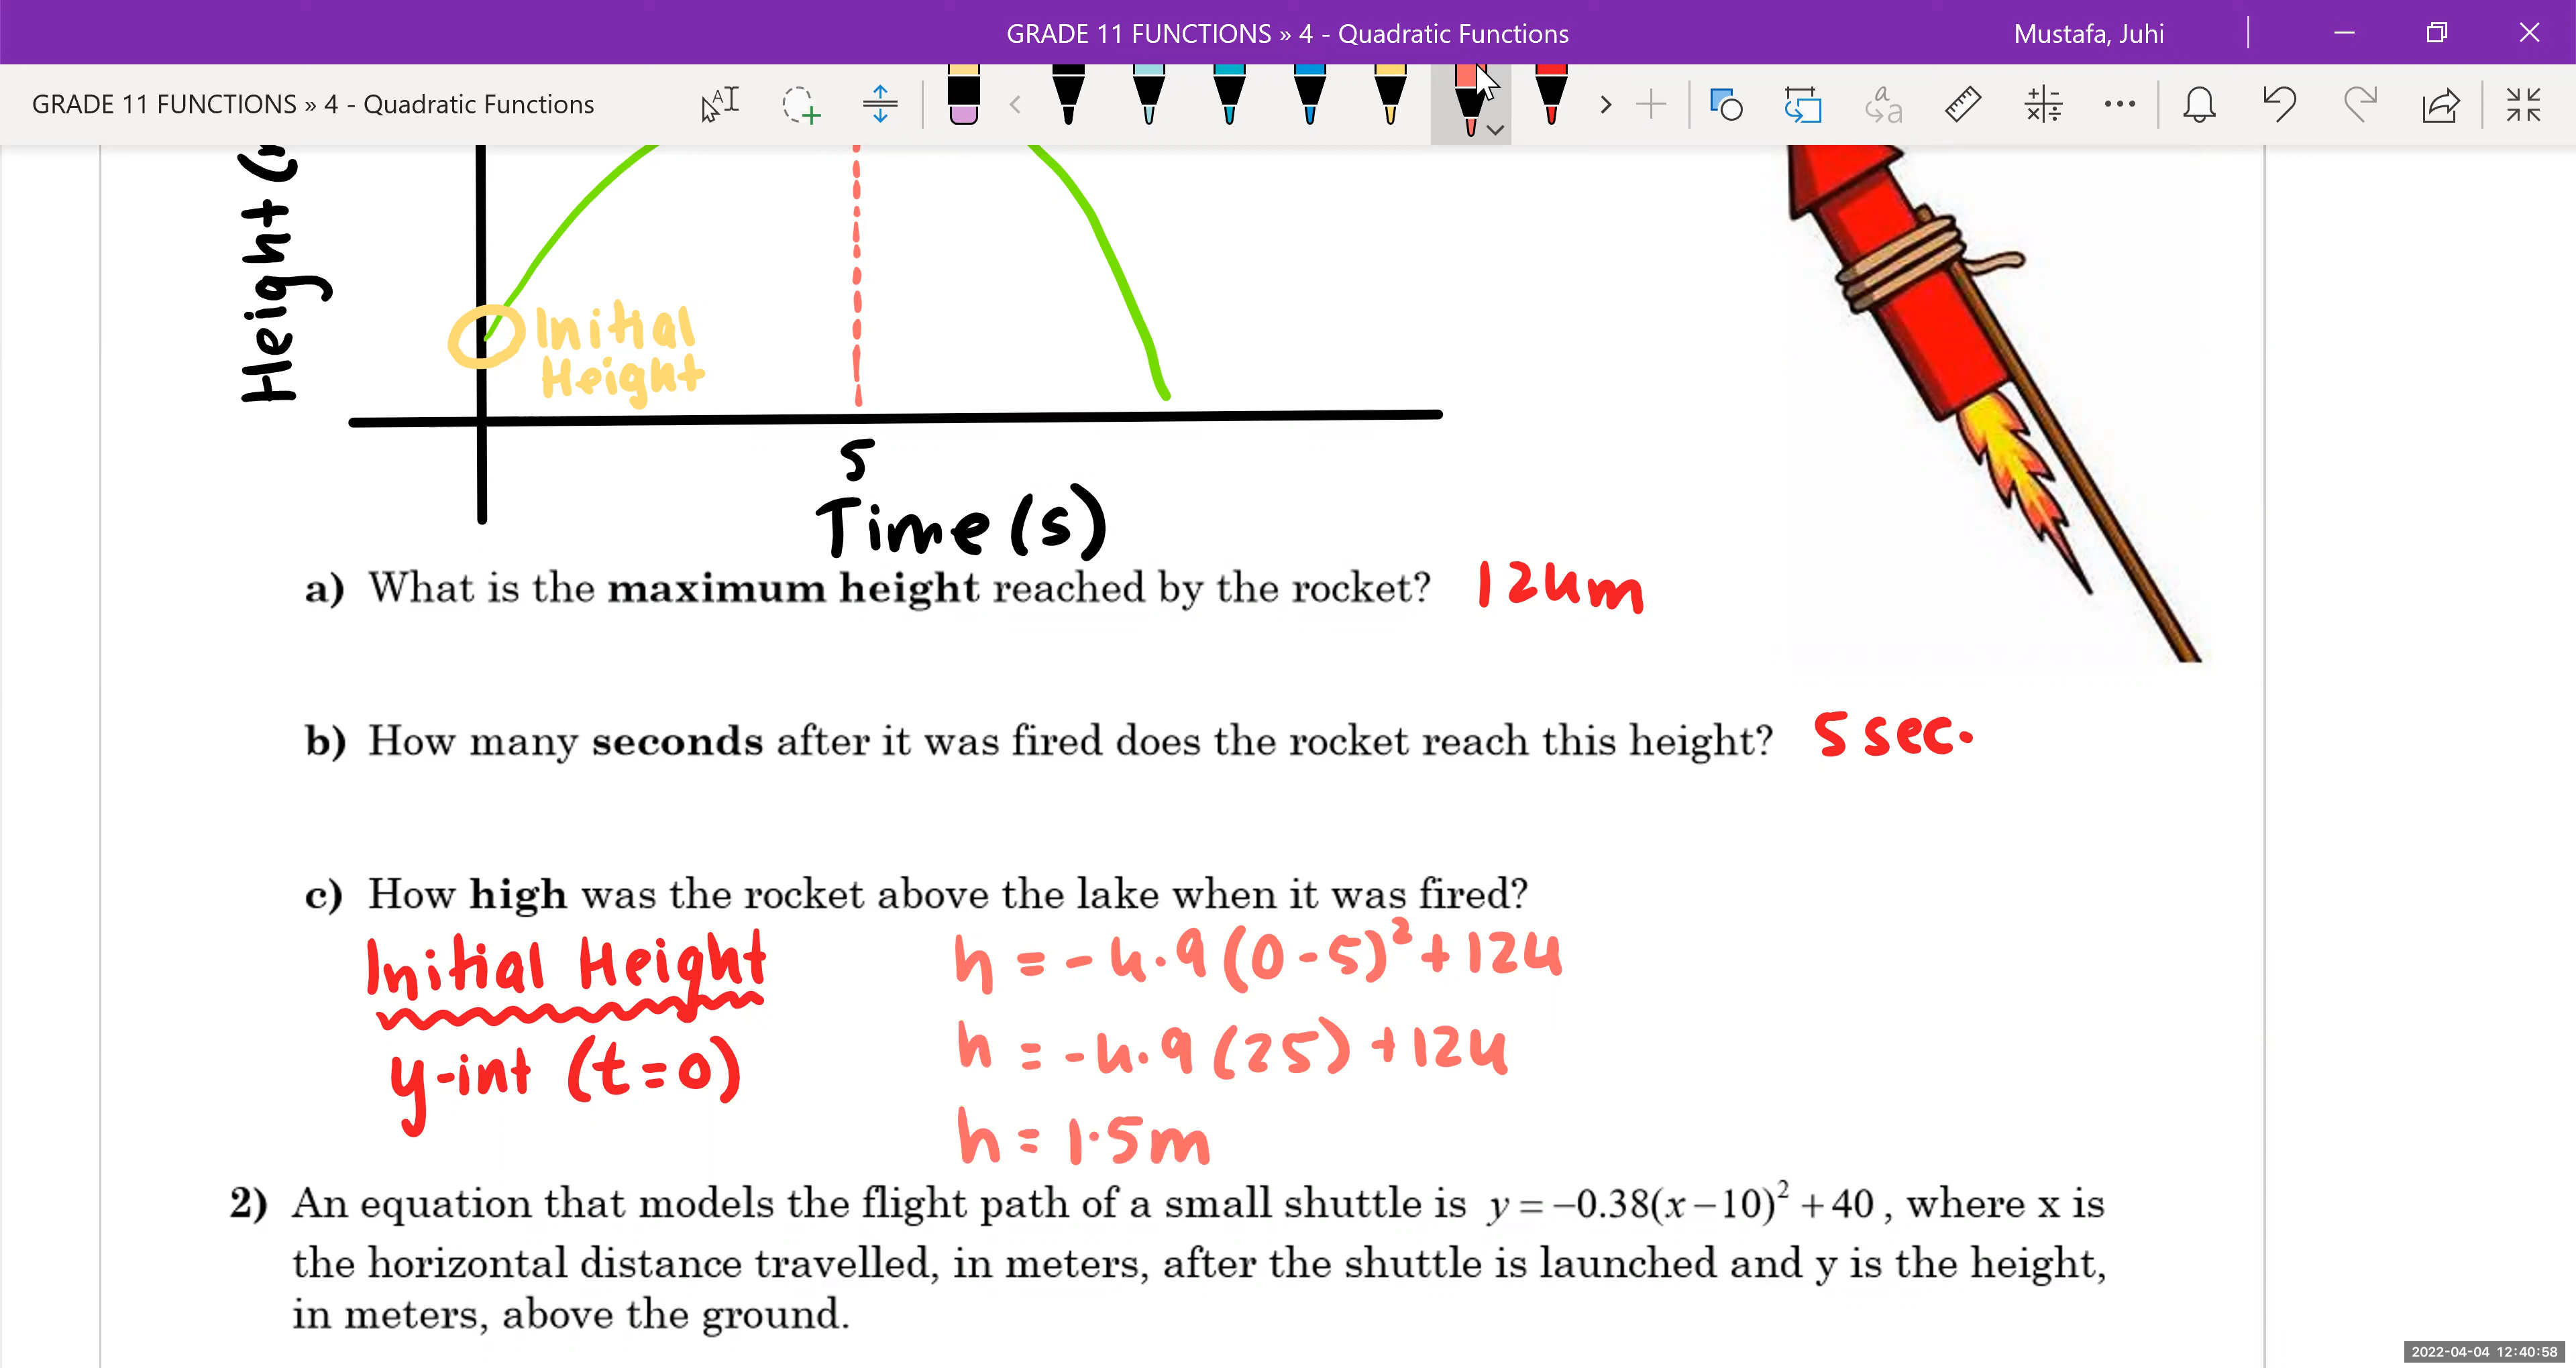 GRADE 11 FUNCTIONS » 4 - Quadratic Functions
Mustafa, Juhi
GRADE 11 FUNCTIONS » 4 - Quadratic Functions
Height
Initial
Height
5
Time (s)
a) What is the maximum height reached by the rocket? 124m
b) How many seconds after it was fired does the rocket reach this height? 5 sec.
c) How high was the rocket above the lake when it was fired?
Initial Height
y-int (t=0)
h = -4.9(0-5)² + 124
h = -4.9(25) + 124
h = 1.5m
2) An equation that models the flight path of a small shuttle is y = −0.38(x − 10)² + 40, where x is
the horizontal distance travelled, in meters, after the shuttle is launched and y is the height,
in meters, above the ground.
2022-04-04 12:40:58